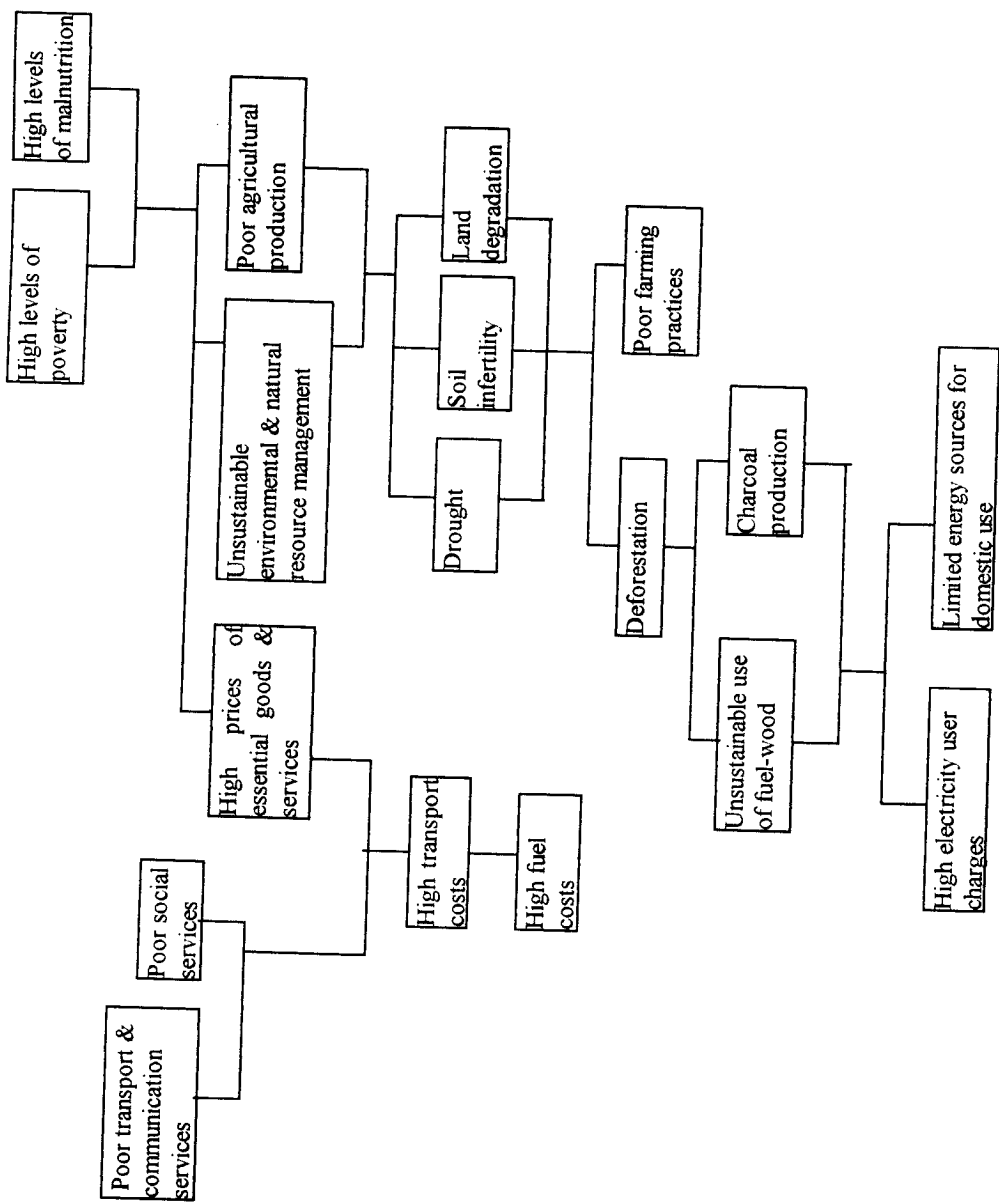 High levels of
poverty
High levels
of malnutrition
High prices of
essential goods &
services
Unsustainable
environmental & natural
resource management
Poor agricultural
production
Poor transport &
communication
services
Poor social
services
High transport
costs
High fuel
costs
Drought
Soil
infertility
Land
degradation
Deforestation
Poor farming
practices
Unsustainable use
of fuel-wood
Charcoal
production
High electricity user
charges
Limited energy sources for
domestic use